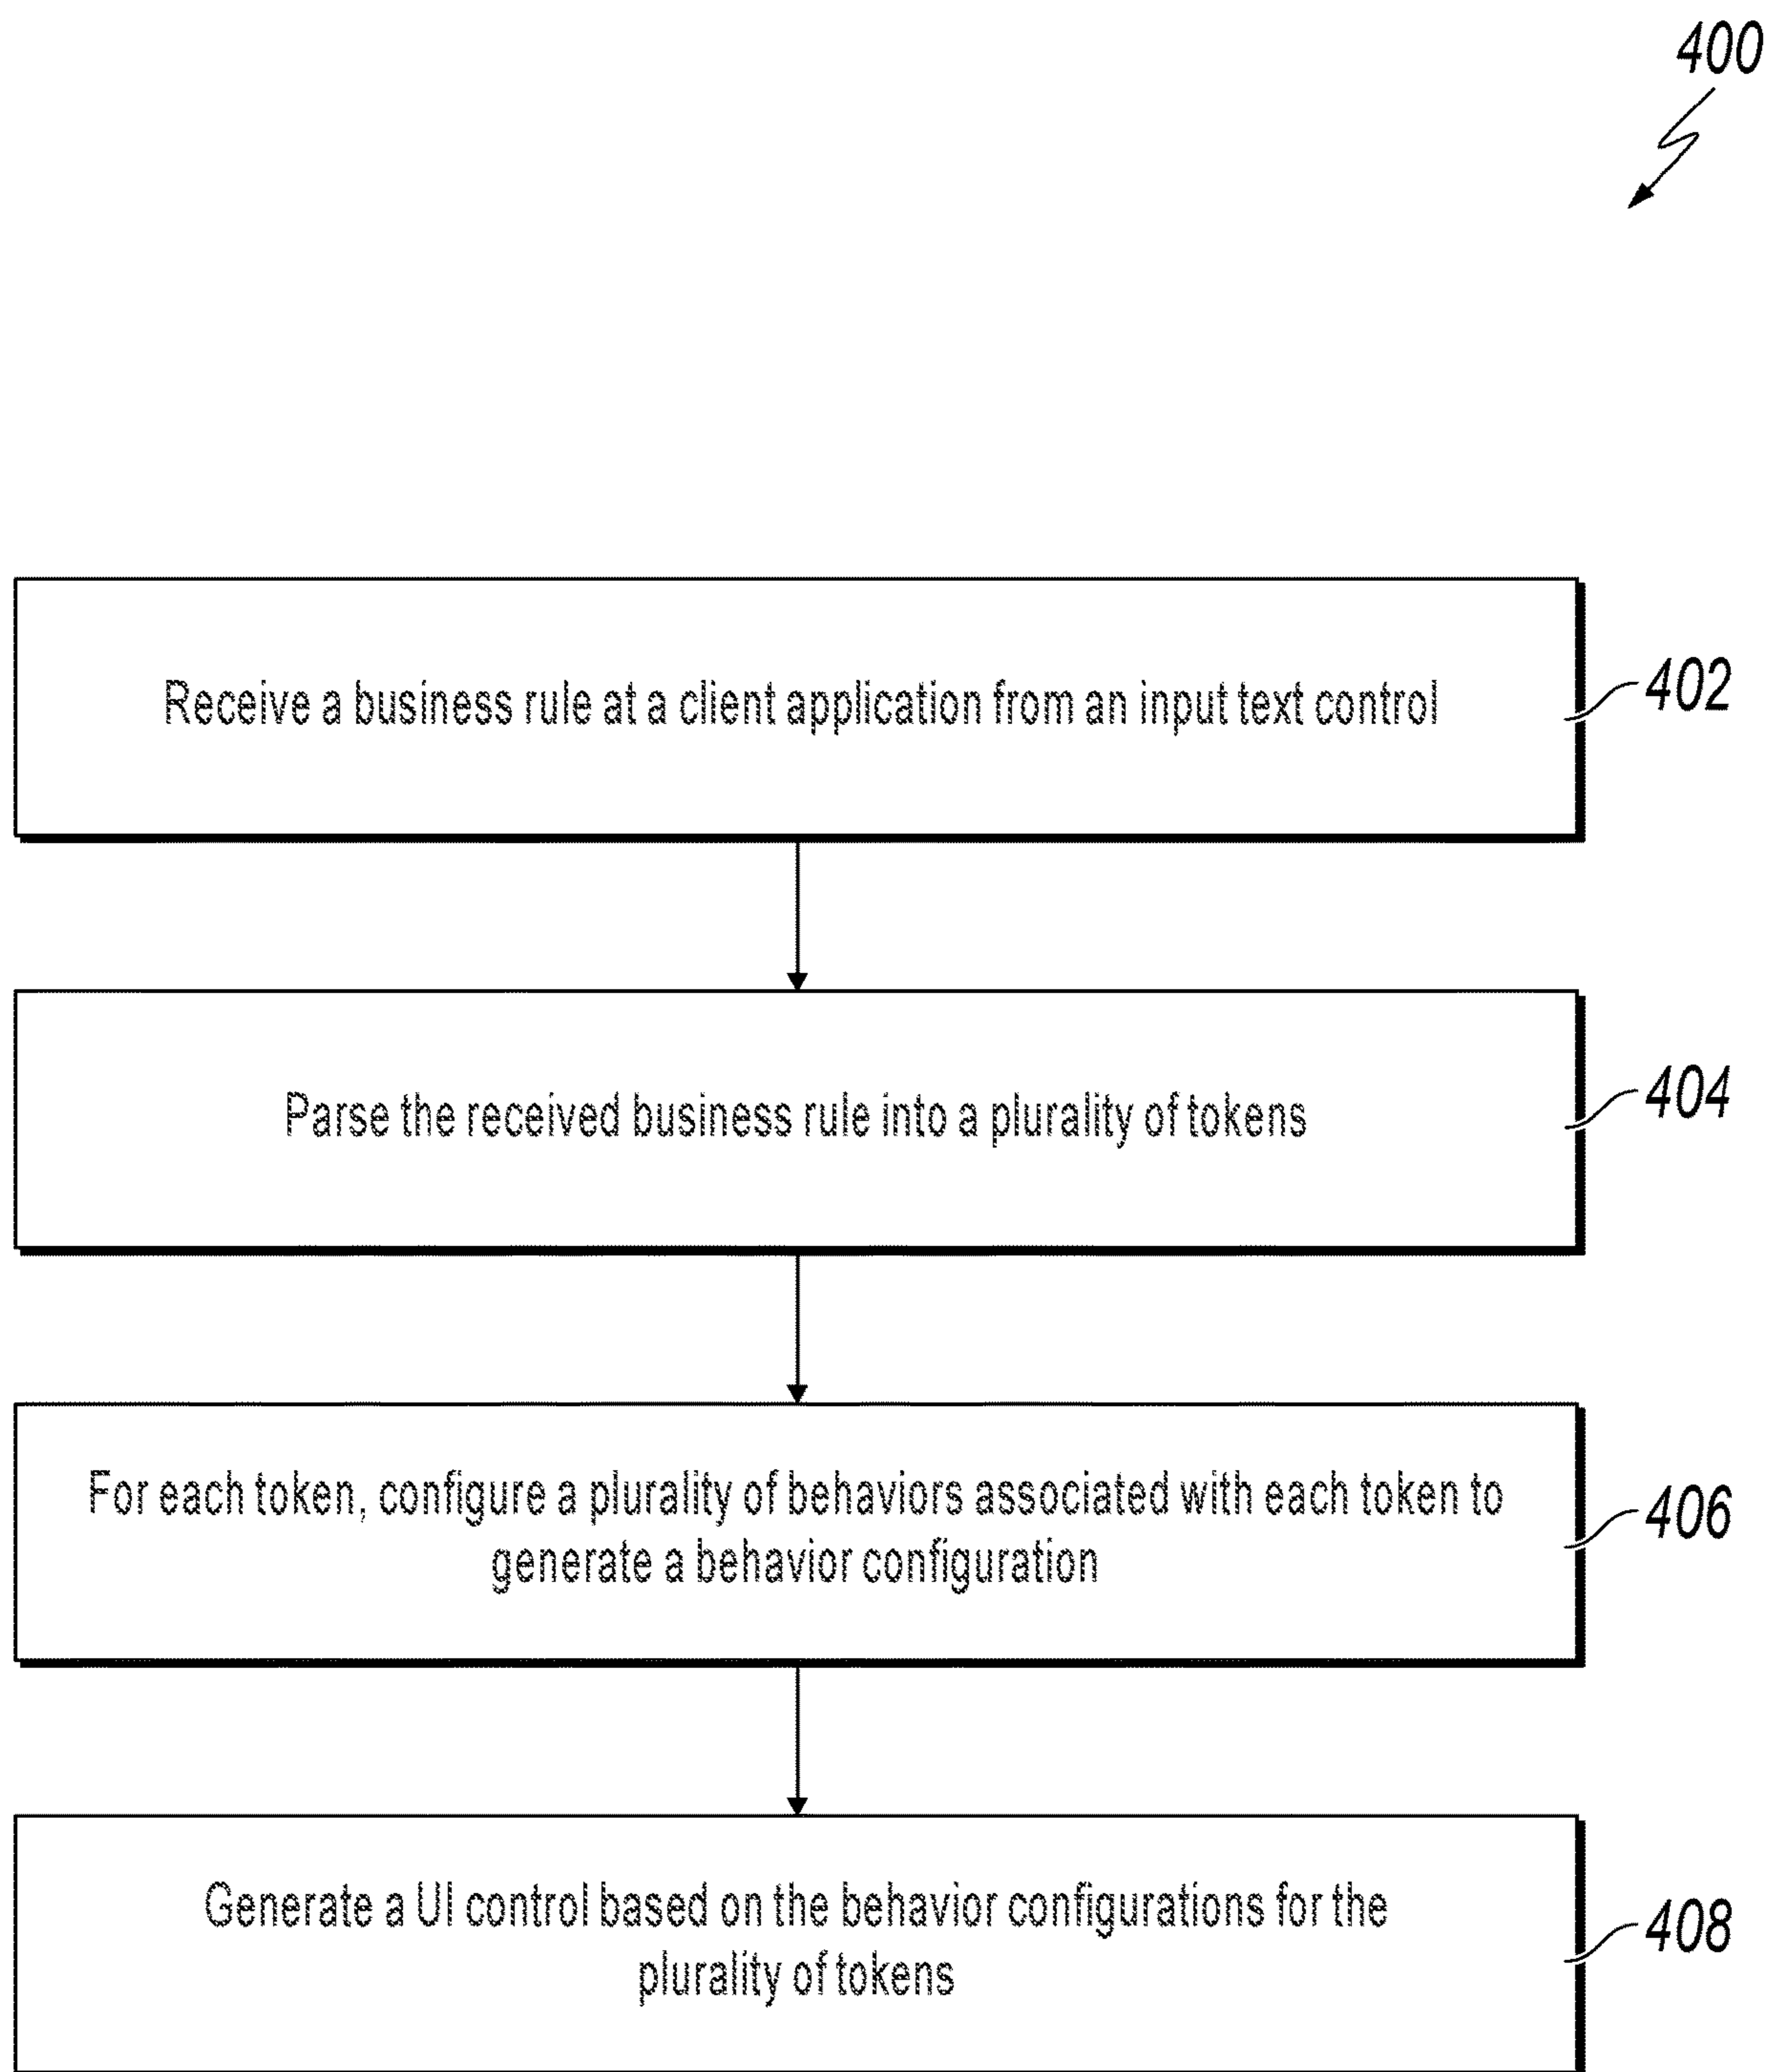 400
Receive a business rule at a client application from an input text control
402
Parse the received business rule into a plurality of tokens
404
For each token, configure a plurality of behaviors associated with each token to
generate a behavior configuration
406
Generate a UI control based on the behavior configurations for the
plurality of tokens
408